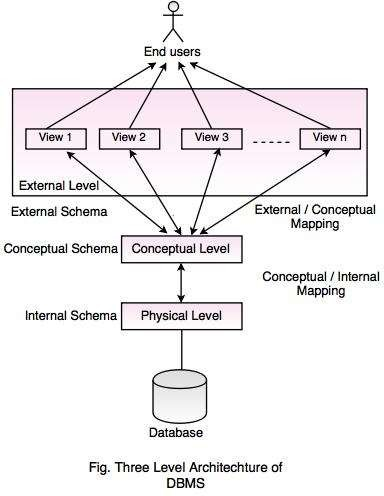 End users
View 1
View 2
View 3
View n
External Level
External Schema
External / Conceptual
Mapping
Conceptual Schema
Conceptual Level
Conceptual / Internal
Mapping
Internal Schema
Physical Level
Database
Fig. Three Level Architechture of
DBMS